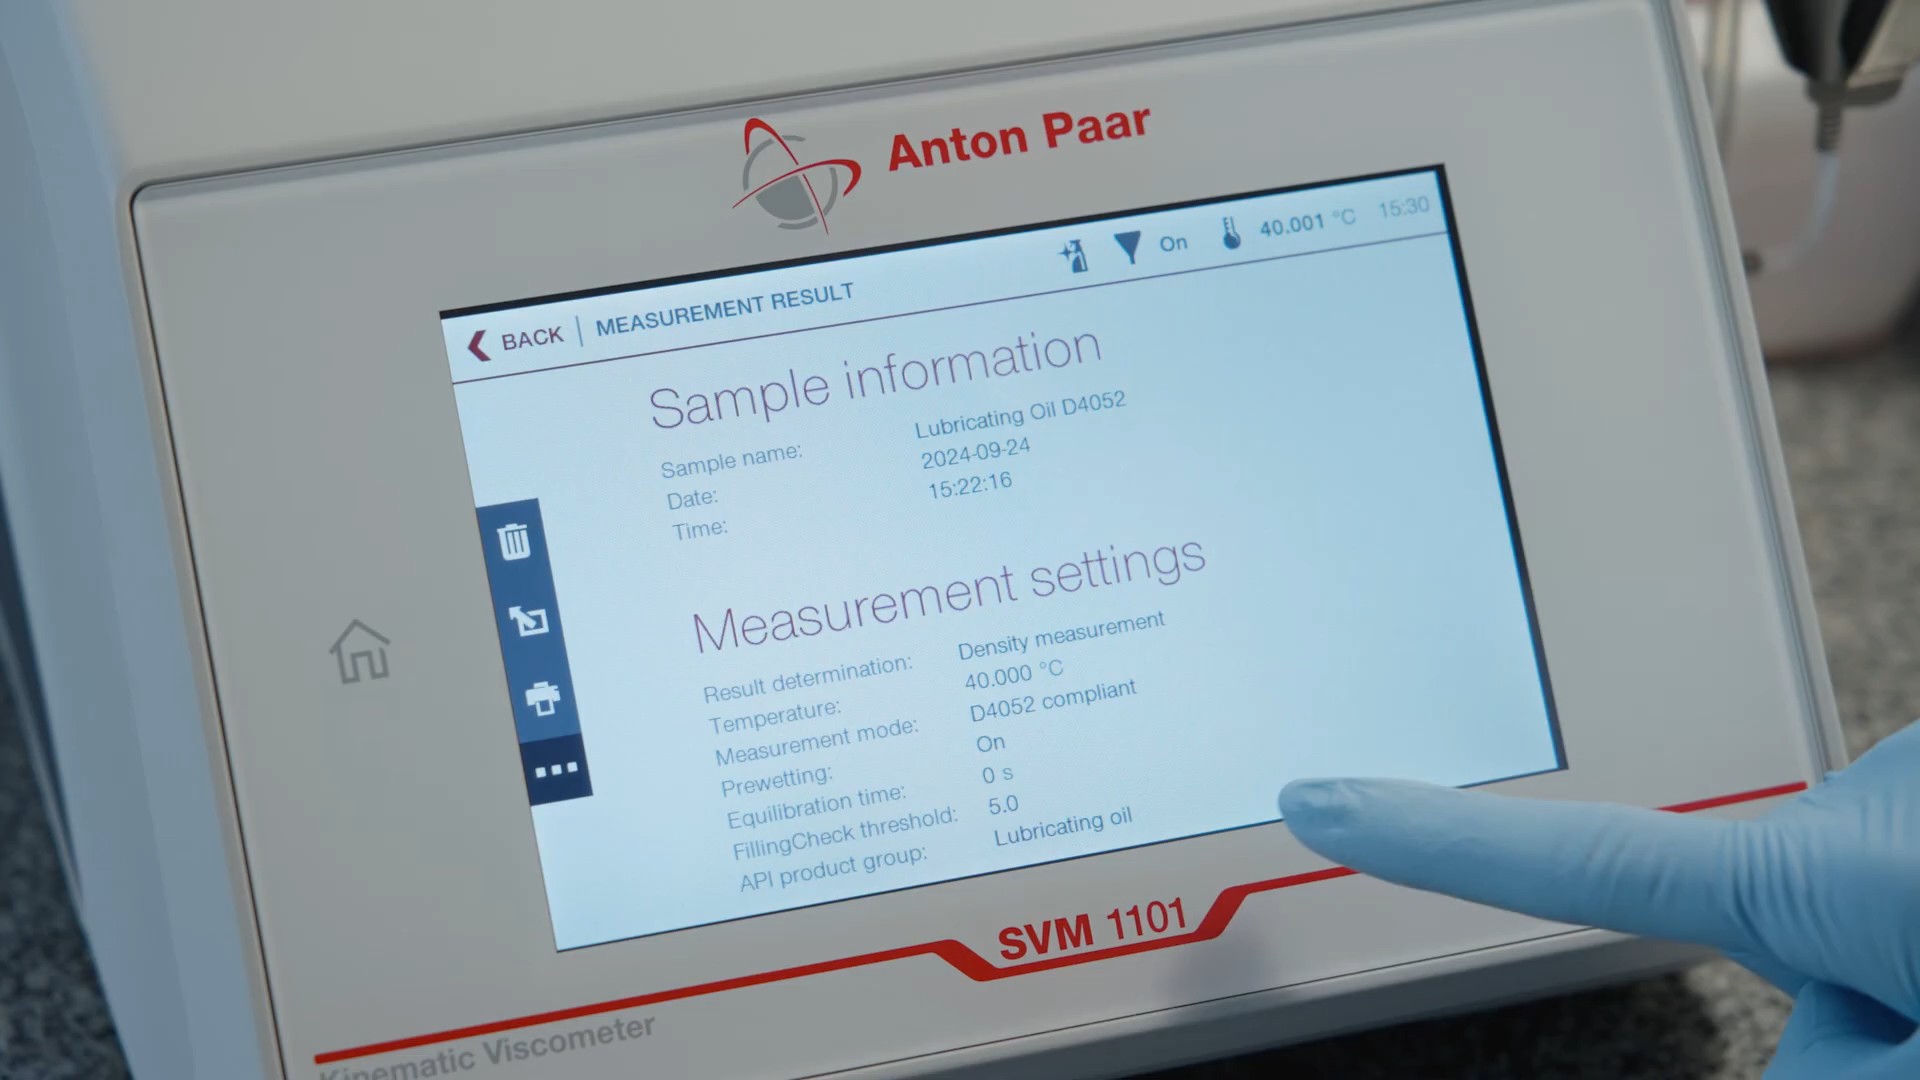 Anton Paar
On 40.001 °C 15:30
BACK | MEASUREMENT RESULT
Sample information
Sample name: Lubricating Oil D4052
Date: 2024-09-24
Time: 15:22:16
Measurement settings
Result determination: Density measurement
Temperature: 40.000 °C
Measurement mode: D4052 compliant
Prewetting: On
Equilibration time: 0 s
FillingCheck threshold: 5.0
API product group: Lubricating oil
SVM 1101
Kinematic Viscometer